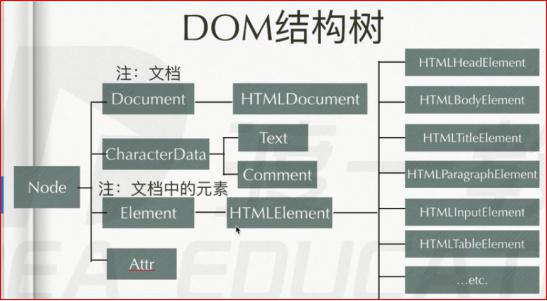 DOM结构树
注：文档
Document
HTMLDocument
CharacterData
Text
Comment
注：文档中的元素
Node
Element
HTMLElement
Attr
HTMLHeadElement
HTMLBodyElement
HTMLTitleElement
HTMLParagraphElement
HTMLInputElement
HTMLTableElement
...etc.